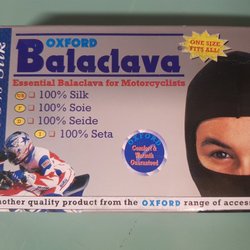 OXFORD
Balaclava
ONE SIZE
FITS ALL!
Essential Balaclava for Motorcyclists
100% Silk
F 100% Soie
D 100% Seide
I 100% Seta
Comfort &
Warmth
Guaranteed
Silk
nother quality product from the OXFORD range of access